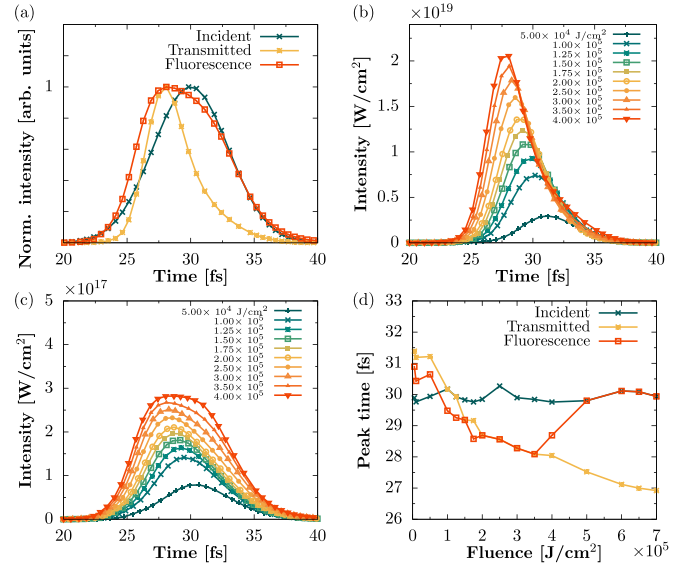 (a)
Norm. intensity [arb. units]
1
Incident
Transmitted
Fluorescence
20 25 30 35 40
Time [fs]
(b)
×10^19
Intensity [W/cm^2]
2
1.5
1
0.5
0
5.00× 10^4 J/cm^2
1.00× 10^5
1.25× 10^5
1.50× 10^5
1.75× 10^5
2.00× 10^5
2.50× 10^5
3.00× 10^5
3.50× 10^5
4.00× 10^5
20 25 30 35 40
Time [fs]
(c)
×10^17
Intensity [W/cm^2]
5
4
3
2
1
0
5.00× 10^4 J/cm^2
1.00× 10^5
1.25× 10^5
1.50× 10^5
1.75× 10^5
2.00× 10^5
2.50× 10^5
3.00× 10^5
3.50× 10^5
4.00× 10^5
20 25 30 35 40
Time [fs]
(d)
Peak time [fs]
33
32
31
30
29
28
27
26
Incident
Transmitted
Fluorescence
0 1 2 3 4 5 6 7
Fluence [J/cm^2] ×10^5